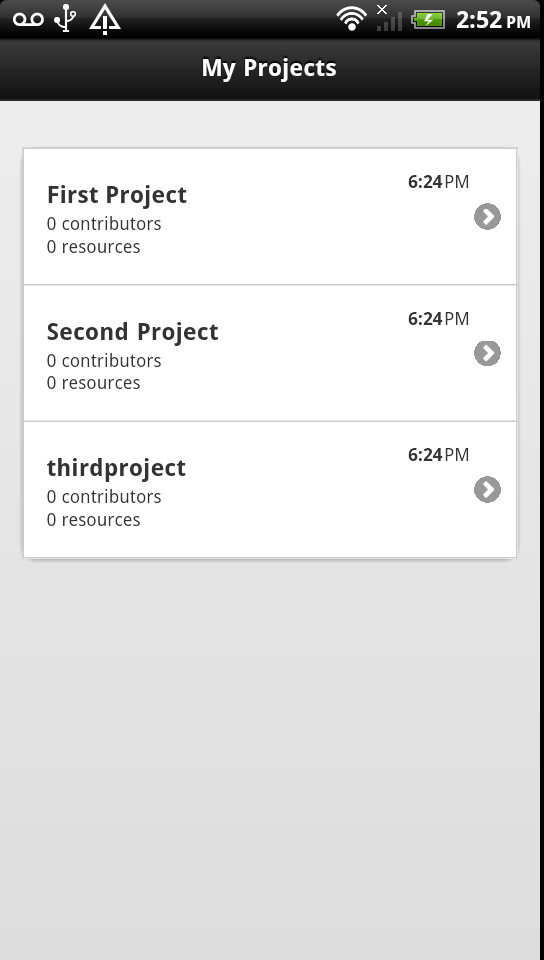 2:52 PM
My Projects
First Project
6:24PM
0 contributors
0 resources
Second Project
6:24PM
0 contributors
0 resources
thirdproject
6:24PM
0 contributors
0 resources